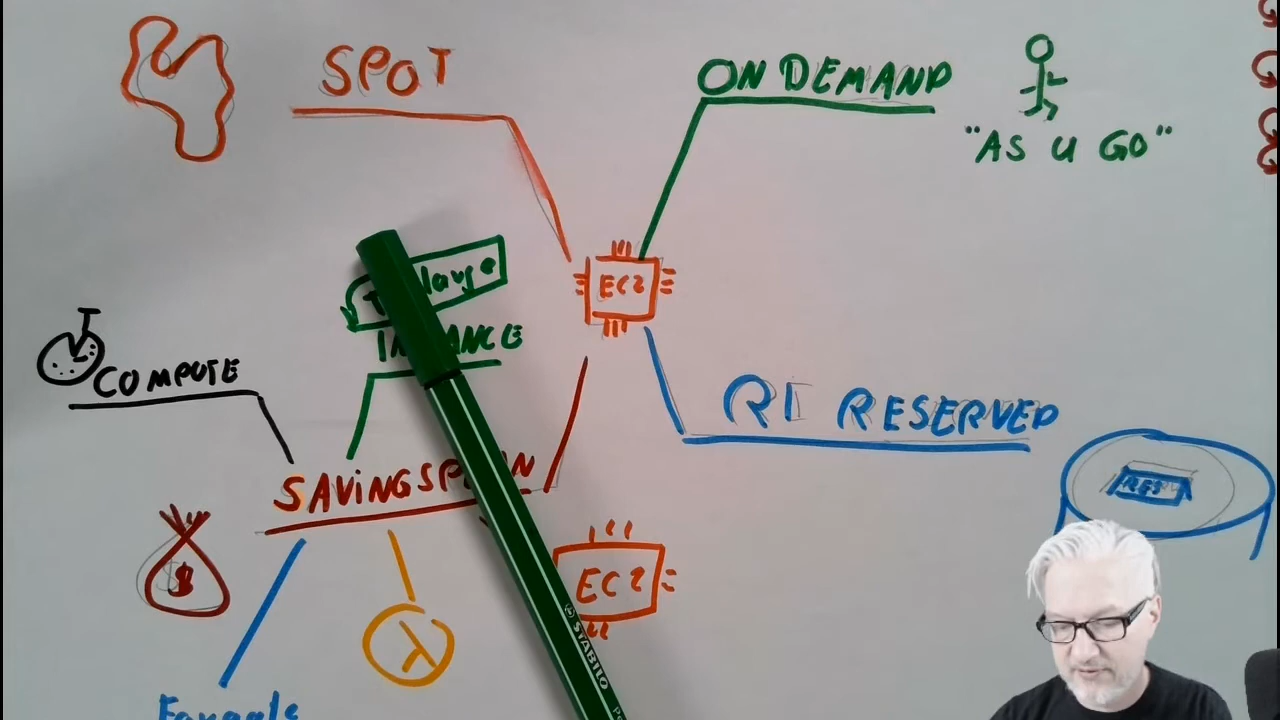 SPOT
ON DEMAND
"AS U GO"
EC2
COMPUTE
RI RESERVED
SAVINGSP
EC2
STABILO